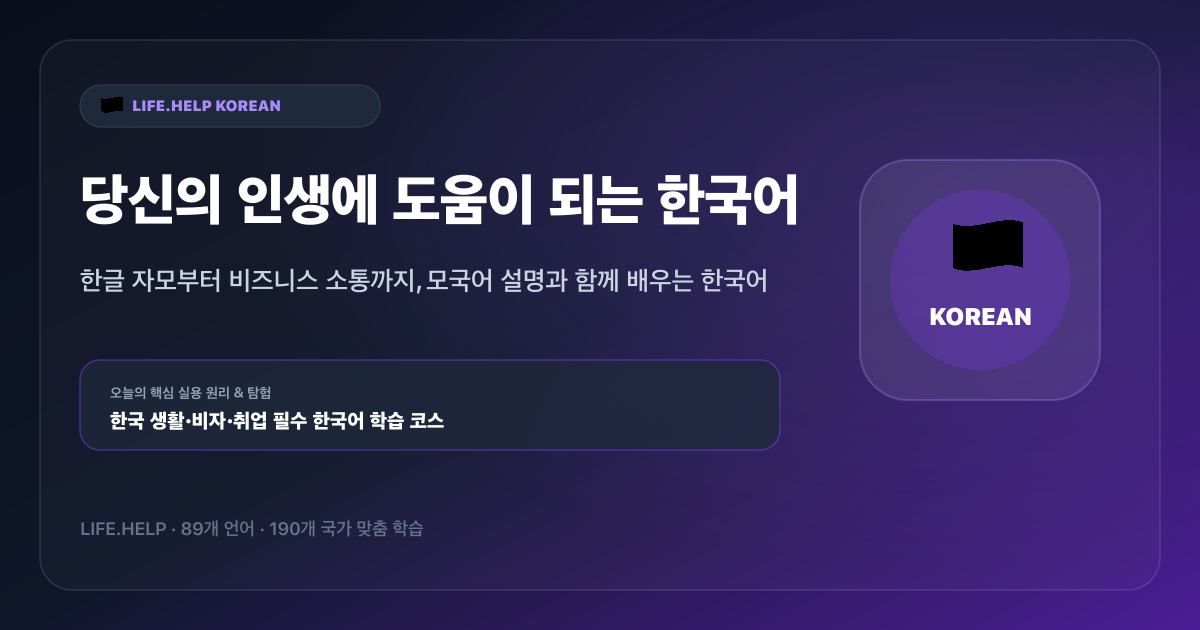 LIFE.HELP KOREAN
당신의 인생에 도움이 되는 한국어
한글 자모부터 비즈니스 소통까지, 모국어 설명과 함께 배우는 한국어
KOREAN
오늘의 핵심 실용 원리 & 탐험
한국 생활·비자·취업 필수 한국어 학습 코스
LIFE.HELP · 89개 언어 · 190개 국가 맞춤 학습